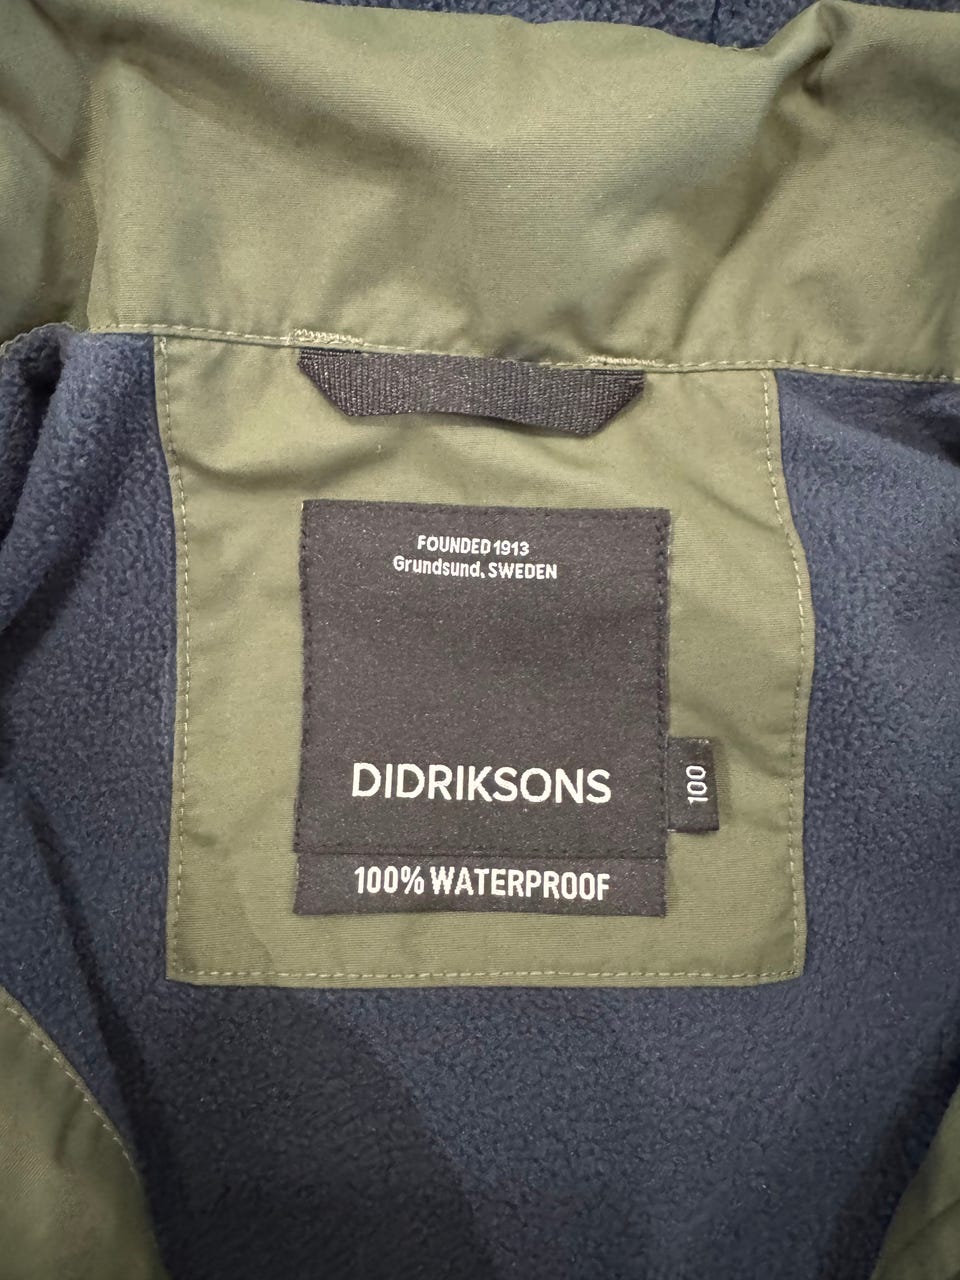 FOUNDED 1913
Grundsund, SWEDEN
DIDRIKSONS
100
100% WATERPROOF